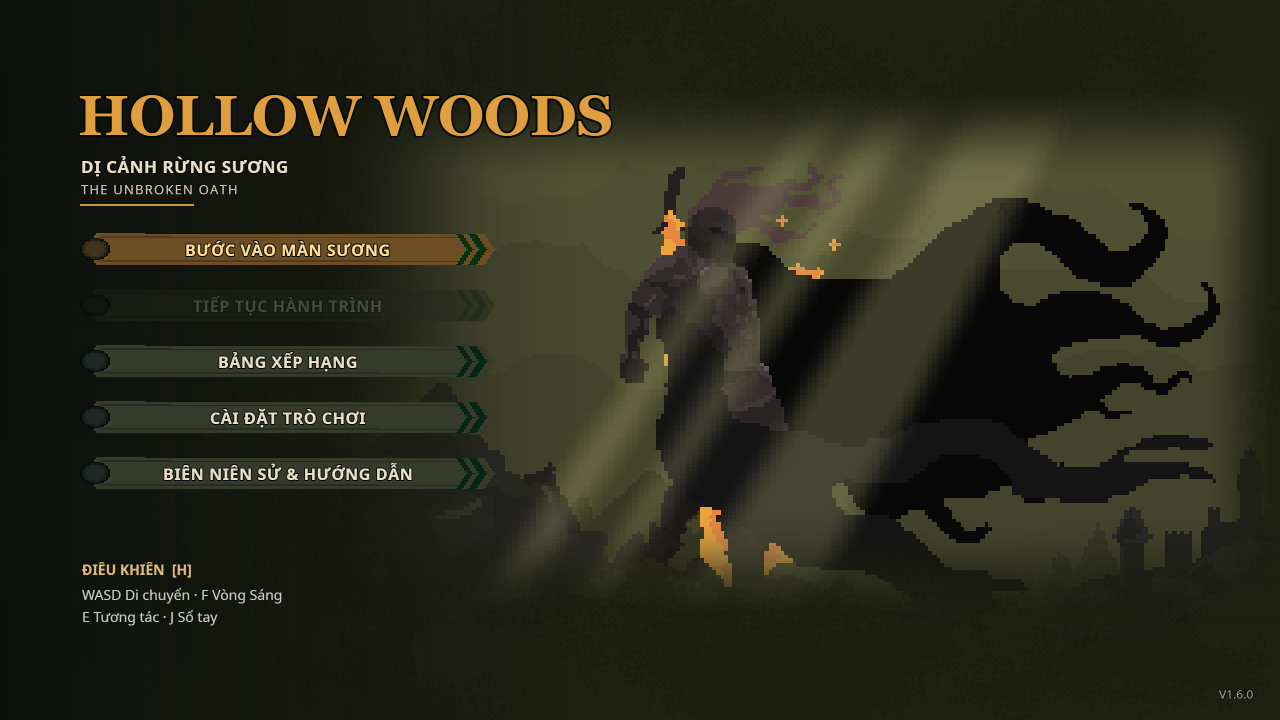 HOLLOW WOODS
DỊ CẢNH RỪNG SƯƠNG
THE UNBROKEN OATH
BƯỚC VÀO MÀN SƯƠNG
TIẾP TỤC HÀNH TRÌNH
BẢNG XẾP HẠNG
CÀI ĐẶT TRÒ CHƠI
BIÊN NIÊN SỬ & HƯỚNG DẪN
ĐIỀU KHIỂN [H]
WASD Di chuyển · F Vòng Sáng
E Tương tác · J Sổ tay
V1.6.0